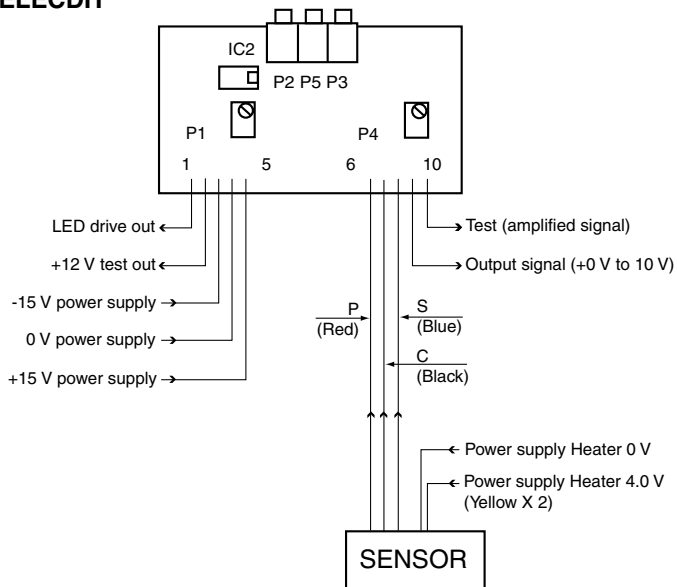 IC2
P2 P5 P3
P1
P4
1
5
6
10
LED drive out
Test (amplified signal)
+12 V test out
Output signal (+0 V to 10 V)
-15 V power supply
P
(Red)
S
(Blue)
0 V power supply
C
(Black)
+15 V power supply
Power supply Heater 0 V
Power supply Heater 4.0 V
(Yellow X 2)
SENSOR